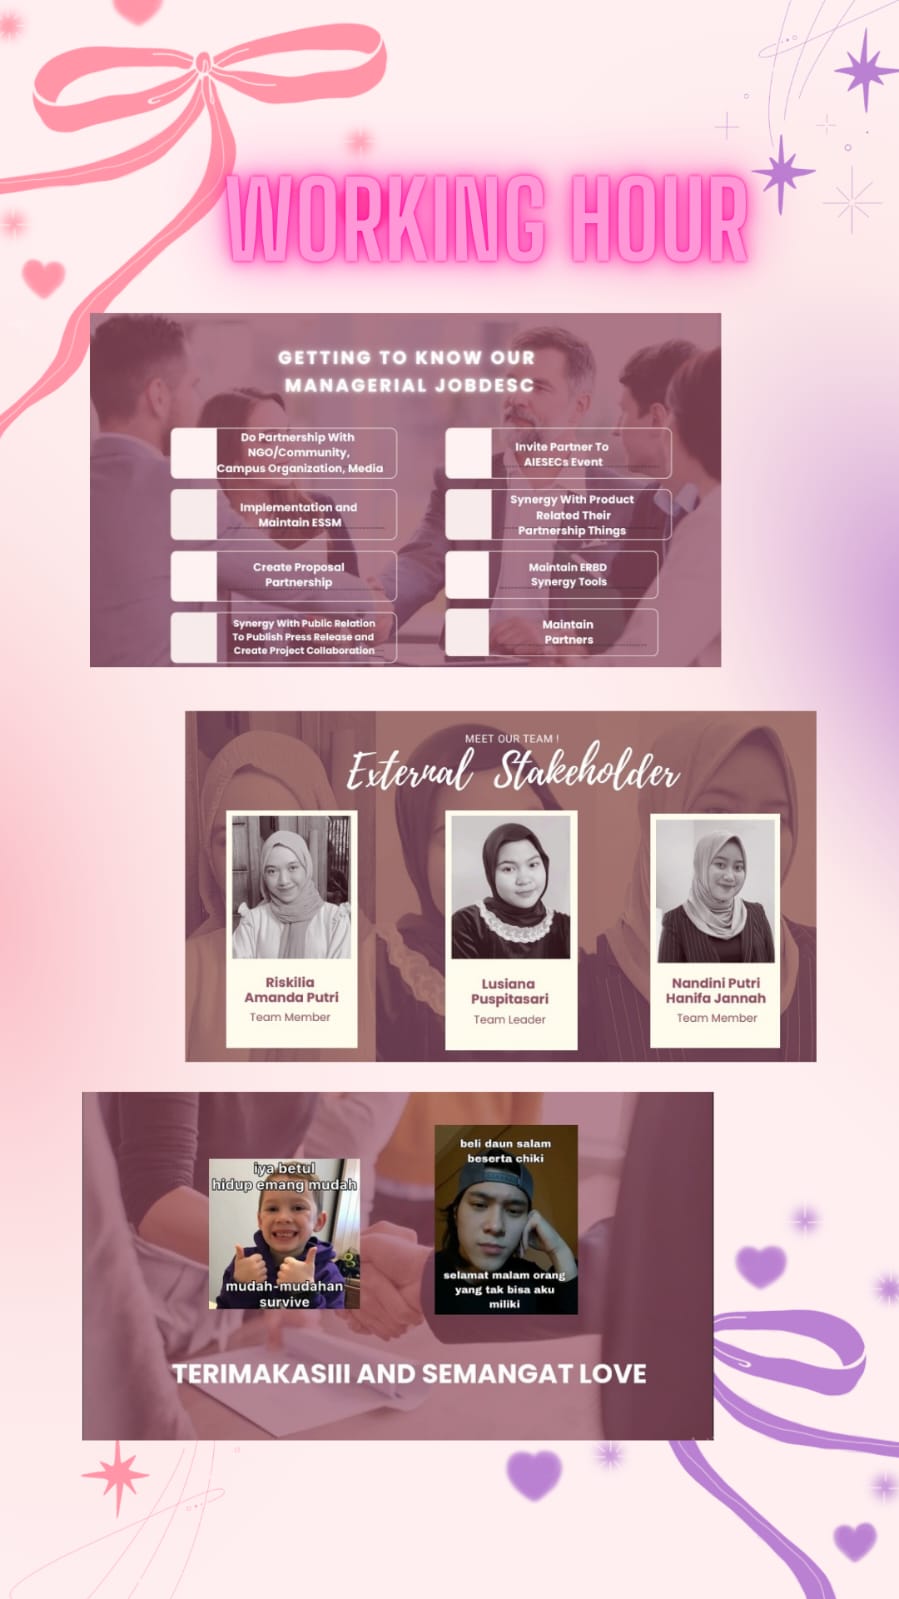 WORKING HOUR
GETTING TO KNOW OUR
MANAGERIAL JOBDESC
Do Partnership With
NGO/Community,
Campus Organization, Media
Implementation and
Maintain ESSM
Create Proposal
Partnership
Synergy With Public Relation
To Publish Press Release and
Create Project Collaboration
Invite Partner To
AIESECs Event
Synergy With Product
Related Their
Partnership Things
Maintain ERBD
Synergy Tools
Maintain
Partners
MEET OUR TEAM !
External Stakeholder
Riskilia
Amanda Putri
Team Member
Lusiana
Puspitasari
Team Leader
Nandini Putri
Hanifa Jannah
Team Member
iya betul
hidup emang mudah
mudah-mudahan
survive
beli daun salam
beserta chiki
selamat malam orang
yang tak bisa aku
miliki
TERIMAKASIII AND SEMANGAT LOVE